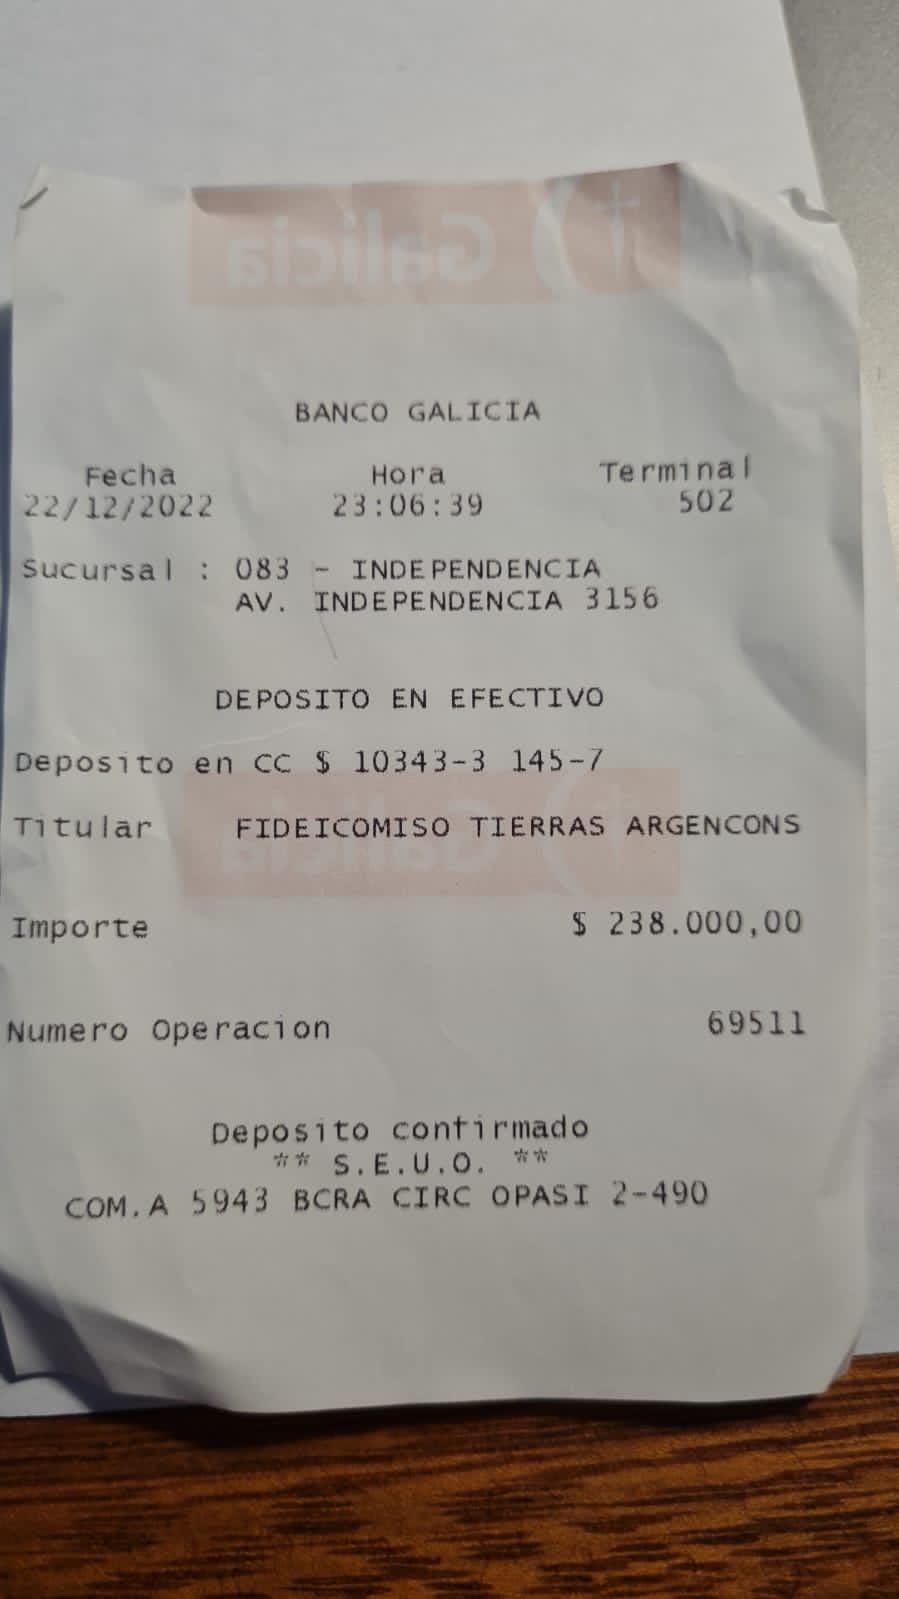 Galicia
BANCO GALICIA
Fecha Hora Terminal
22/12/2022 23:06:39 502
Sucursal : 083 - INDEPENDENCIA
AV. INDEPENDENCIA 3156
DEPOSITO EN EFECTIVO
Deposito en CC $ 10343-3 145-7
Titular FIDEICOMISO TIERRAS ARGENCONS
Galicia
Importe $ 238.000,00
Numero Operacion 69511
Deposito confirmado
** S.E.U.O. **
COM.A 5943 BCRA CIRC OPASI 2-490